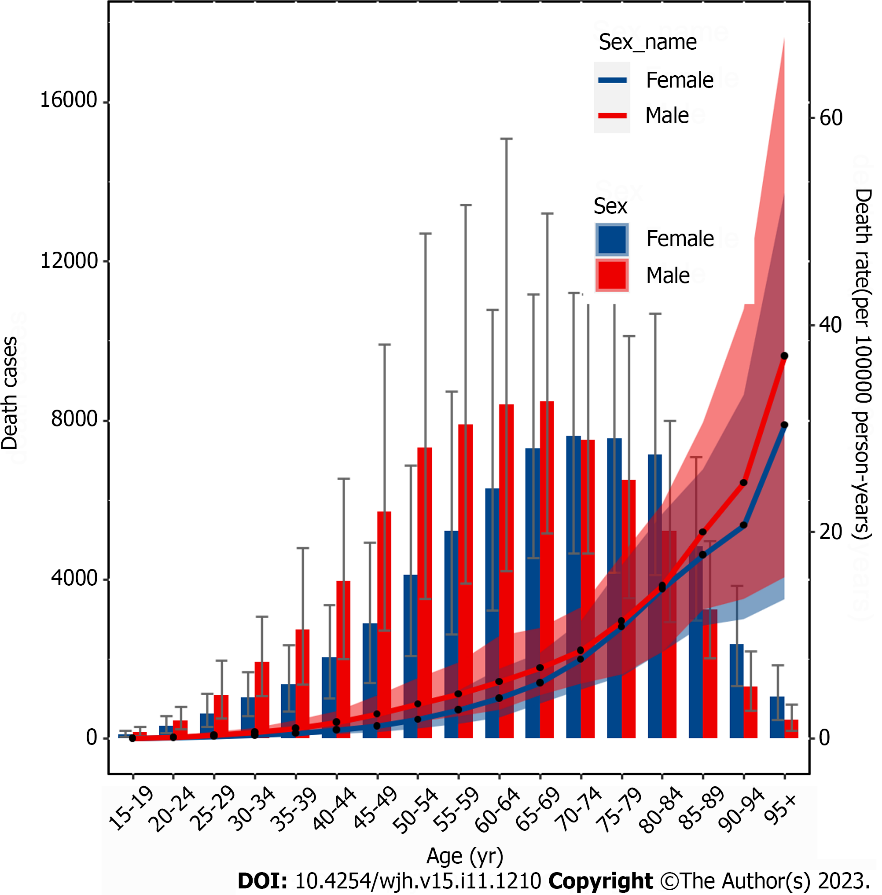 Sex_name
Female
Male
Sex
Female
Male
16000
12000
8000
4000
0
Death cases
60
40
20
0
Death rate(per 100000 person-years)
15-19
20-24
25-29
30-34
35-39
40-44
45-49
50-54
55-59
60-64
65-69
70-74
75-79
80-84
85-89
90-94
95+
Age (yr)
DOI: 10.4254/wjh.v15.i11.1210 Copyright ©The Author(s) 2023.